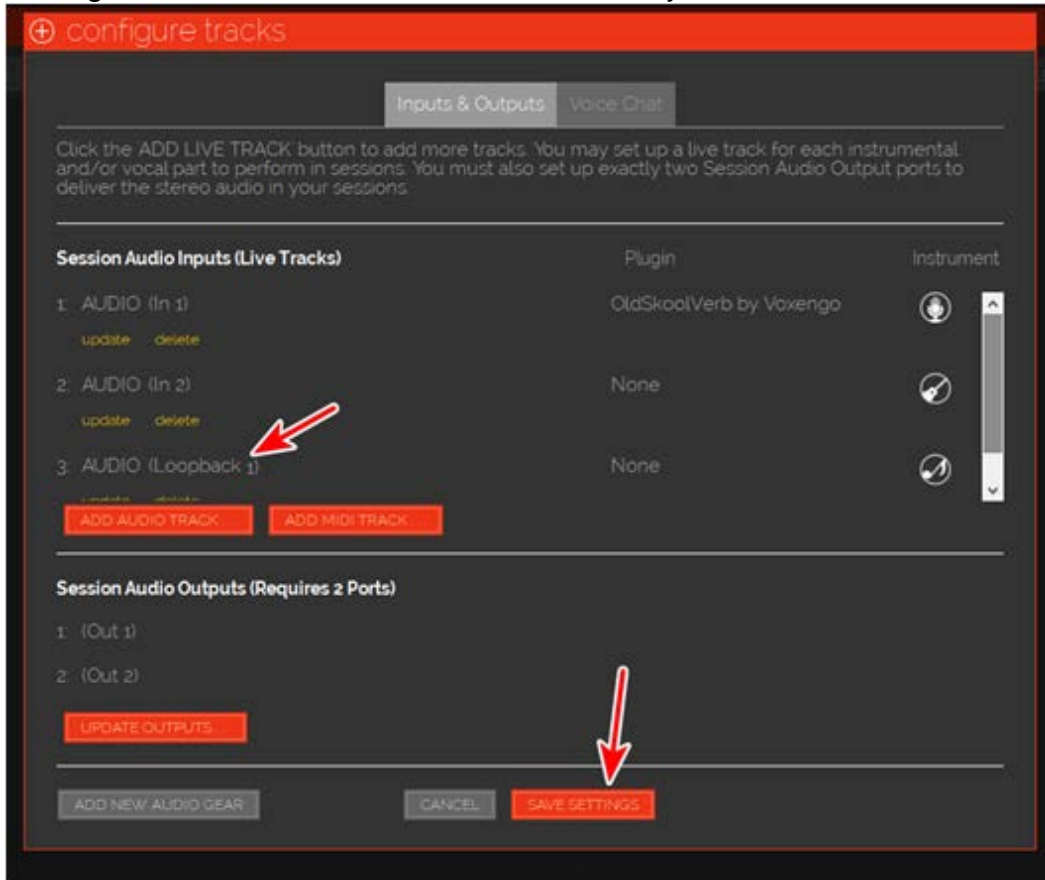 configure tracks
Inputs & Outputs Voice Chat
Click the ADD LIVE TRACK button to add more tracks. You may set up a live track for each instrumental
and/or vocal part to perform in sessions. You must also set up exactly two Session Audio Output ports to
deliver the stereo audio in your sessions.
Session Audio Inputs (Live Tracks) Plugin Instrument
1: AUDIO (In 1) OldSkoolVerb by Voxengo
update delete
2: AUDIO (In 2) None
update delete
3: AUDIO (Loopback 1) None
update delete
ADD AUDIO TRACK... ADD MIDI TRACK...
Session Audio Outputs (Requires 2 Ports)
1: (Out 1)
2: (Out 2)
UPDATE OUTPUTS...
ADD NEW AUDIO GEAR CANCEL SAVE SETTINGS